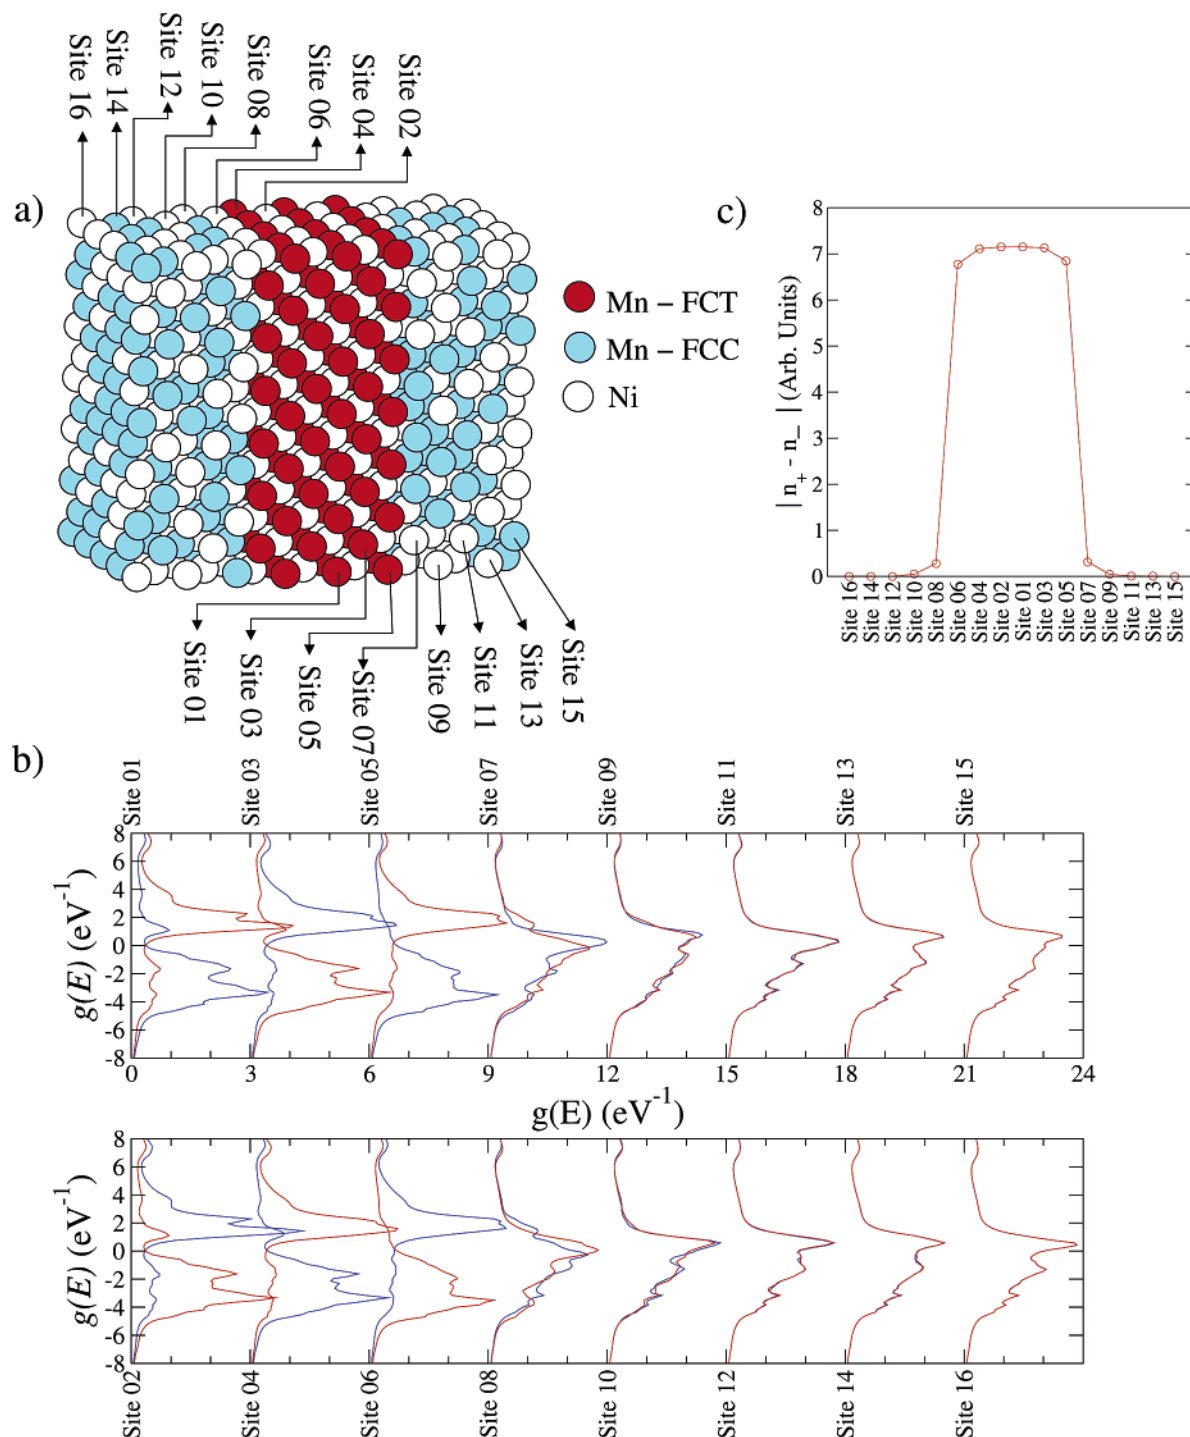 Site 16
Site 14
Site 12
Site 10
Site 08
Site 06
Site 04
Site 02
a)
Mn – FCT
Mn – FCC
Ni
Site 01
Site 03
Site 05
Site 07
Site 09
Site 11
Site 13
Site 15
c)
| n+ - n− | (Arb. Units)
8
7
6
5
4
3
2
1
0
Site 16
Site 14
Site 12
Site 10
Site 08
Site 06
Site 04
Site 02
Site 01
Site 03
Site 05
Site 07
Site 09
Site 11
Site 13
Site 15
b)
Site 01
Site 03
Site 05
Site 07
Site 09
Site 11
Site 13
Site 15
g(E) (eV⁻¹)
8
6
4
2
0
-2
-4
-6
-8
0 3 6 9 12 15 18 21 24
g(E) (eV⁻¹)
g(E) (eV⁻¹)
8
6
4
2
0
-2
-4
-6
-8
Site 02
Site 04
Site 06
Site 08
Site 10
Site 12
Site 14
Site 16